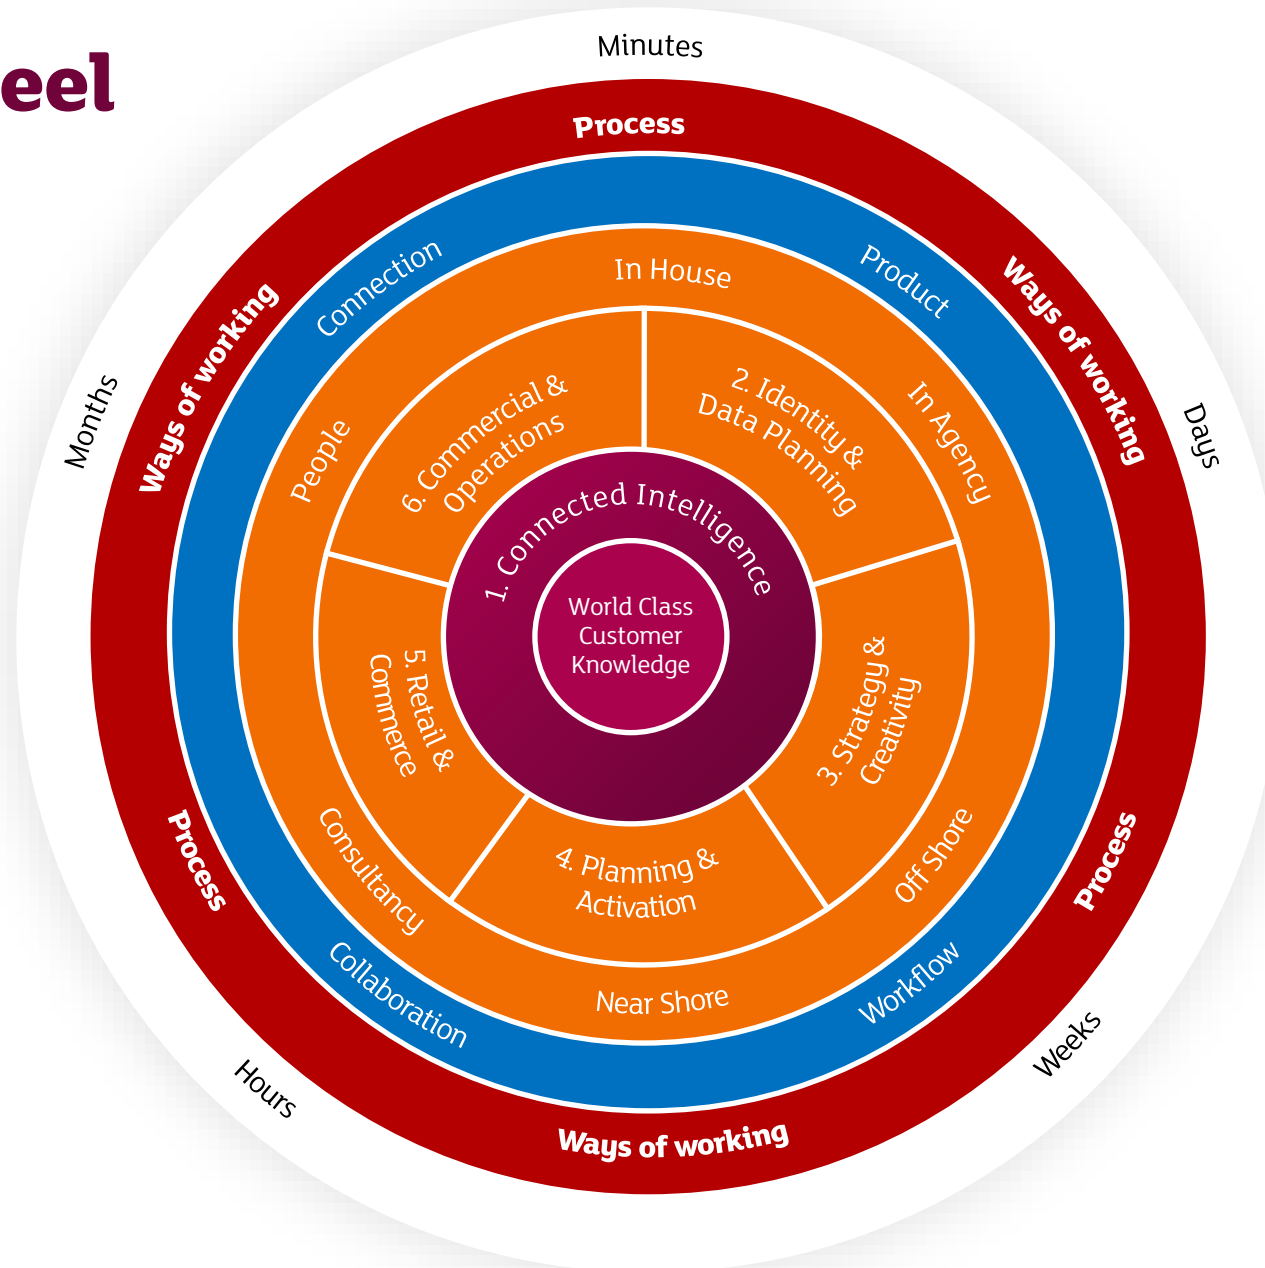 eel
Minutes
Days
Weeks
Hours
Months
Process
Ways of working
Process
Ways of working
Process
Ways of working
Connection
Product
Workflow
Collaboration
In House
In Agency
Off Shore
Near Shore
Consultancy
People
1. Connected Intelligence
2. Identity &
Data Planning
3. Strategy &
Creativity
4. Planning &
Activation
5. Retail &
Commerce
6. Commercial &
Operations
World Class
Customer
Knowledge